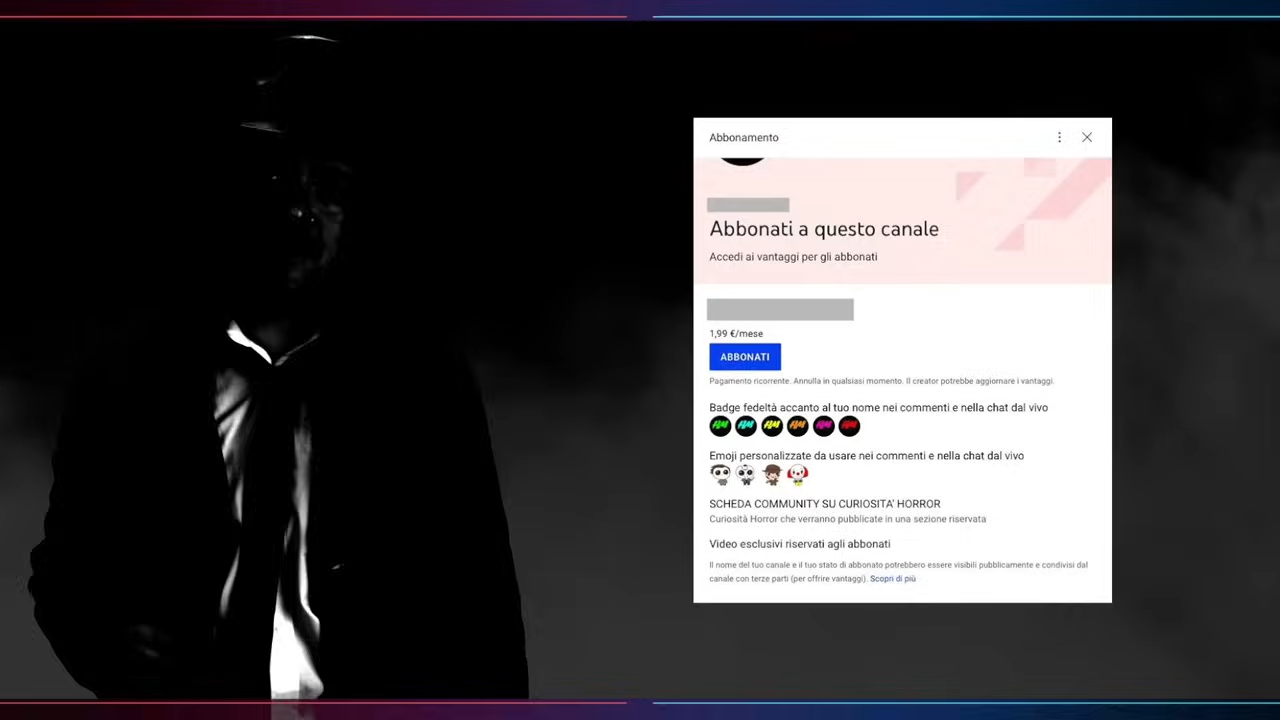 Abbonamento
Abbonati a questo canale
Accedi ai vantaggi per gli abbonati
1,99 €/mese
ABBONATI
Pagamento ricorrente. Annulla in qualsiasi momento. Il creator potrebbe aggiornare i vantaggi.
Badge fedeltà accanto al tuo nome nei commenti e nella chat dal vivo
Emoji personalizzate da usare nei commenti e nella chat dal vivo
SCHEDA COMMUNITY SU CURIOSITA' HORROR
Curiosità Horror che verranno pubblicate in una sezione riservata
Video esclusivi riservati agli abbonati
Il nome del tuo canale e il tuo stato di abbonato potrebbero essere visibili pubblicamente e condivisi dal
canale con terze parti (per offrire vantaggi). Scopri di più